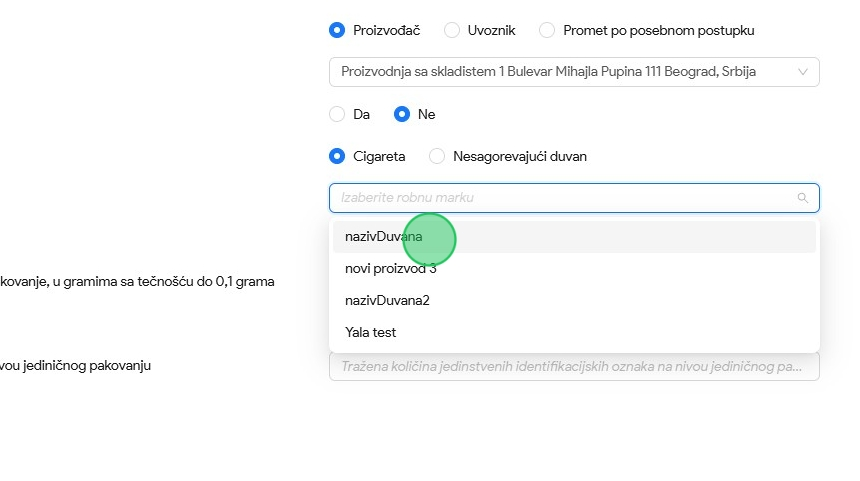 Proizvođač Uvoznik Promet po posebnom postupku
Proizvodnja sa skladistem 1 Bulevar Mihajla Pupina 111 Beograd, Srbija
Da Ne
Cigareta Nesagorevajući duvan
Izaberite robnu marku
nazivDuvana
novi proizvod 3
kovanje, u gramima sa tečnošću do 0,1 grama
nazivDuvana2
Yala test
vou jediničnog pakovanju
Tražena količina jedinstvenih identifikacijskih oznaka na nivou jediničnog pa...